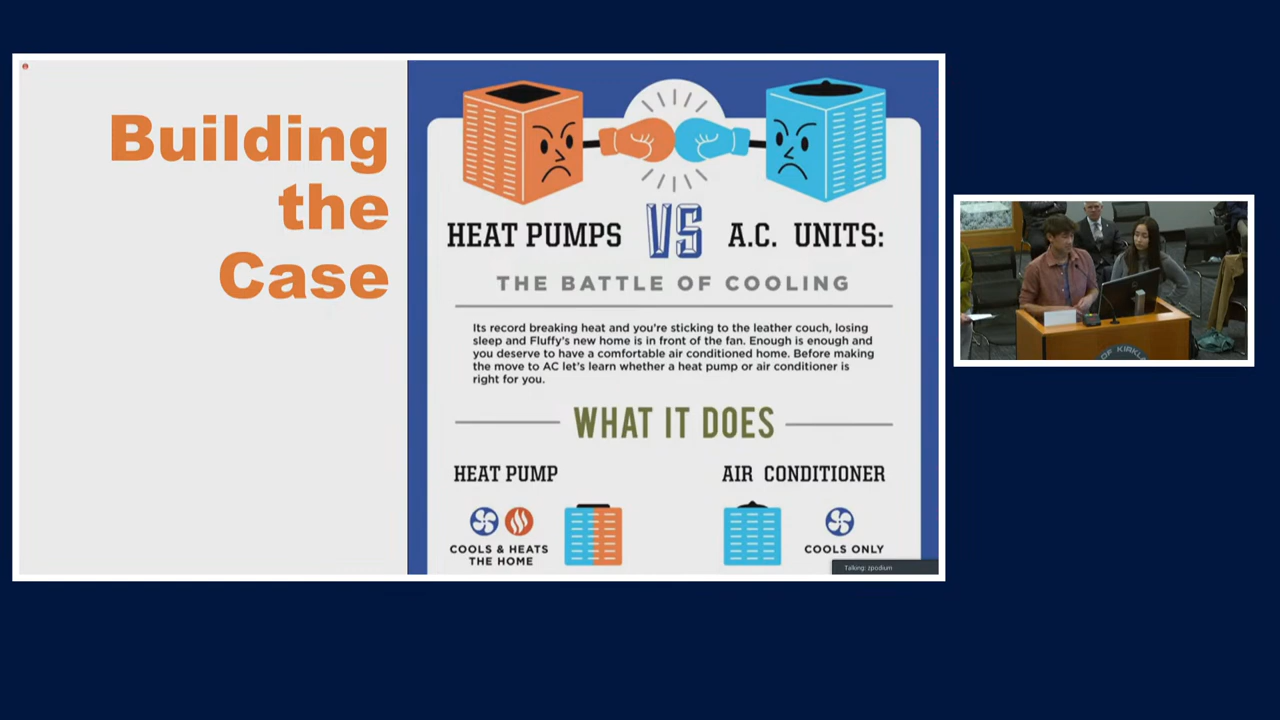 Building
the
Case
HEAT PUMPS VS A.C. UNITS:
THE BATTLE OF COOLING
Its record breaking heat and you're sticking to the leather couch, losing
sleep and Fluffy's new home is in front of the fan. Enough is enough and
you deserve to have a comfortable air conditioned home. Before making
the move to AC let's learn whether a heat pump or air conditioner is
right for you.
WHAT IT DOES
HEAT PUMP
COOLS & HEATS
THE HOME
AIR CONDITIONER
COOLS ONLY
Talking: zpodium
OF KIRKL